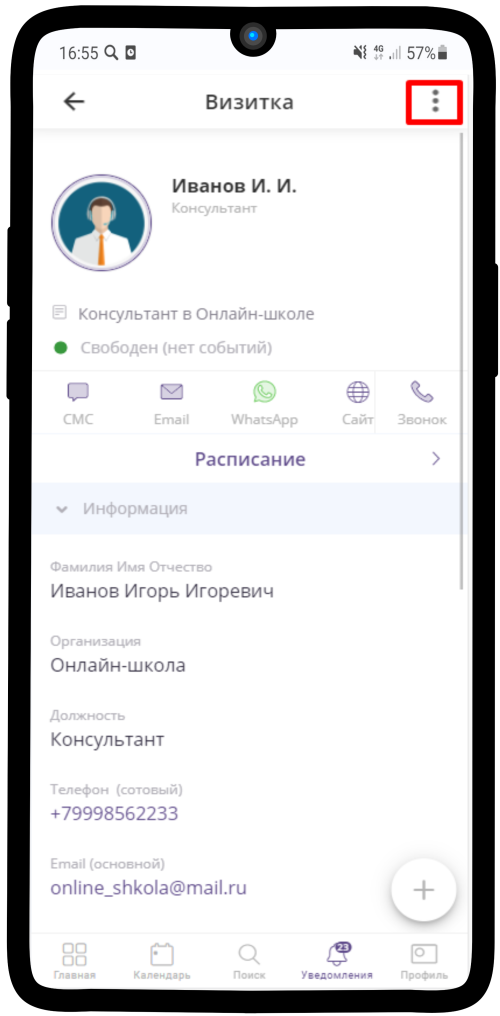 16:55 57%
4G
Визитка
Иванов И. И.
Консультант
Консультант в Онлайн-школе
Свободен (нет событий)
СМС Email WhatsApp Сайт Звонок
Расписание
Информация
Фамилия Имя Отчество
Иванов Игорь Игоревич
Организация
Онлайн-школа
Должность
Консультант
Телефон (сотовый)
+79998562233
Email (основной)
online_shkola@mail.ru
23
Главная Календарь Поиск Уведомления Профиль